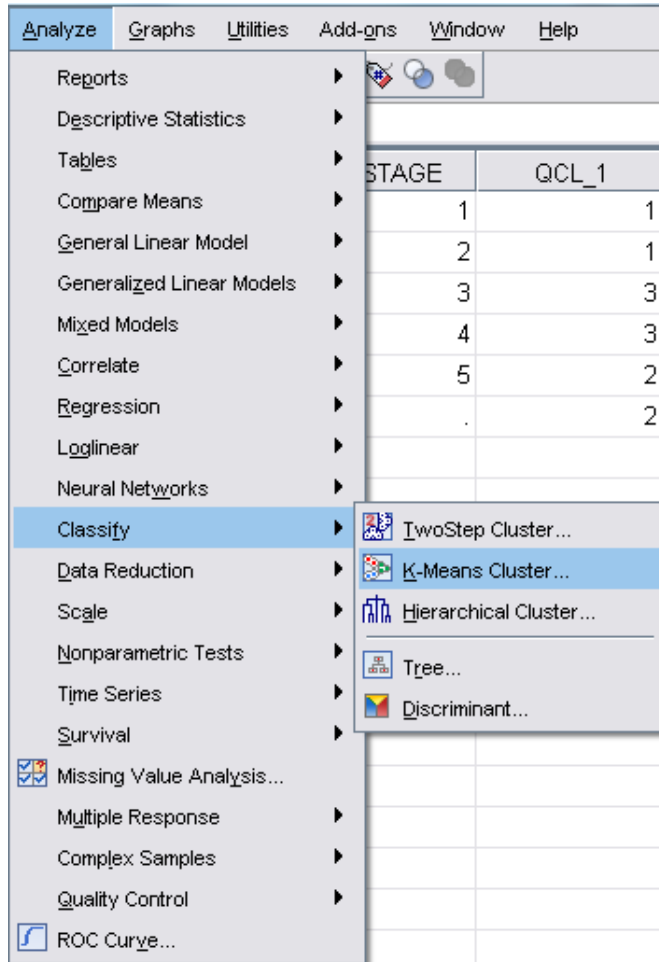 Analyze Graphs Utilities Add-ons Window Help
Reports
Descriptive Statistics
Tables
STAGE QCL_1
Compare Means
1 1
General Linear Model
2 1
Generalized Linear Models
3 3
Mixed Models
4 3
Correlate
5 2
Regression
. 2
Loglinear
Neural Networks
Classify
TwoStep Cluster...
K-Means Cluster...
Hierarchical Cluster...
Tree...
Discriminant...
Data Reduction
Scale
Nonparametric Tests
Time Series
Survival
Missing Value Analysis...
Multiple Response
Complex Samples
Quality Control
ROC Curve...